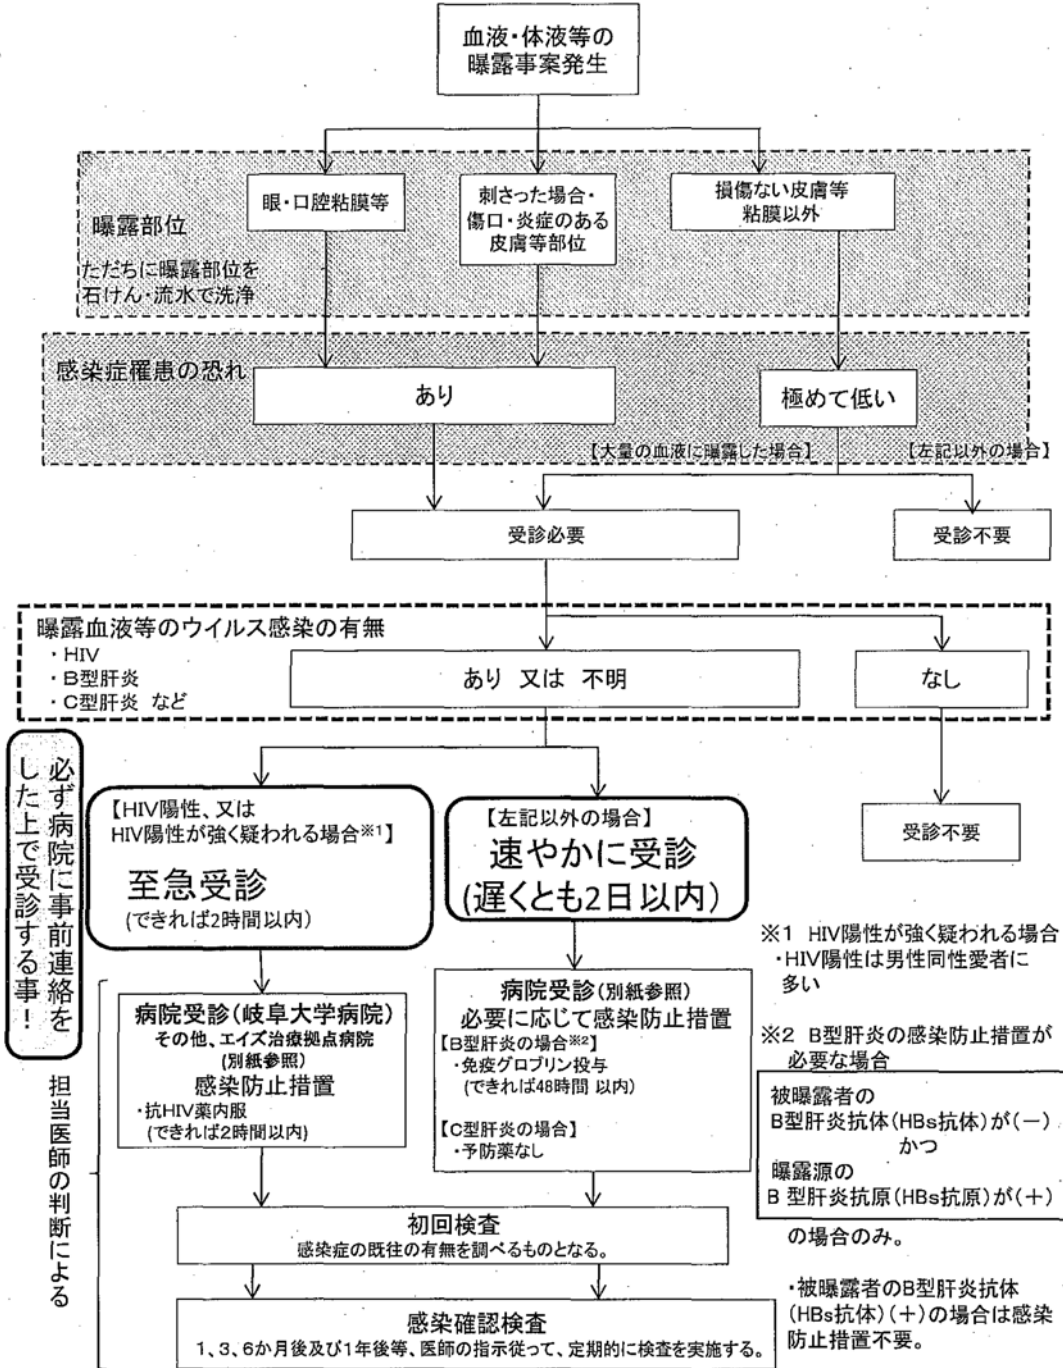 血液・体液等の
曝露事案発生
曝露部位
ただちに曝露部位を
石けん・流水で洗浄
眼・口腔粘膜等
刺さった場合・
傷口・炎症のある
皮膚等部位
損傷ない皮膚等
粘膜以外
感染症罹患の恐れ
あり
極めて低い
【大量の血液に曝露した場合】
【左記以外の場合】
受診必要
受診不要
曝露血液等のウイルス感染の有無
・HIV
・B型肝炎
・C型肝炎 など
あり 又は 不明
なし
受診不要
必ず病院に事前連絡を
した上で受診する事!
【HIV陽性、又は
HIV陽性が強く疑われる場合※1】
至急受診
(できれば2時間以内)
【左記以外の場合】
速やかに受診
(遅くとも2日以内)
担当医師の判断による
病院受診(岐阜大学病院)
その他、エイズ治療拠点病院
(別紙参照)
感染防止措置
・抗HIV薬内服
(できれば2時間以内)
病院受診(別紙参照)
必要に応じて感染防止措置
【B型肝炎の場合※2】
・免疫グロブリン投与
(できれば48時間 以内)
【C型肝炎の場合】
・予防薬なし
初回検査
感染症の既往の有無を調べるものとなる。
感染確認検査
1、3、6か月後及び1年後等、医師の指示従って、定期的に検査を実施する。
※1 HIV陽性が強く疑われる場合
・HIV陽性は男性同性愛者に
多い
※2 B型肝炎の感染防止措置が
必要な場合
被曝露者の
B型肝炎抗体(HBs抗体)が(-)
かつ
曝露源の
B 型肝炎抗原(HBs抗原)が(+)
の場合のみ。
・被曝露者のB型肝炎抗体
(HBs抗体)(+)の場合は感染
防止措置不要。